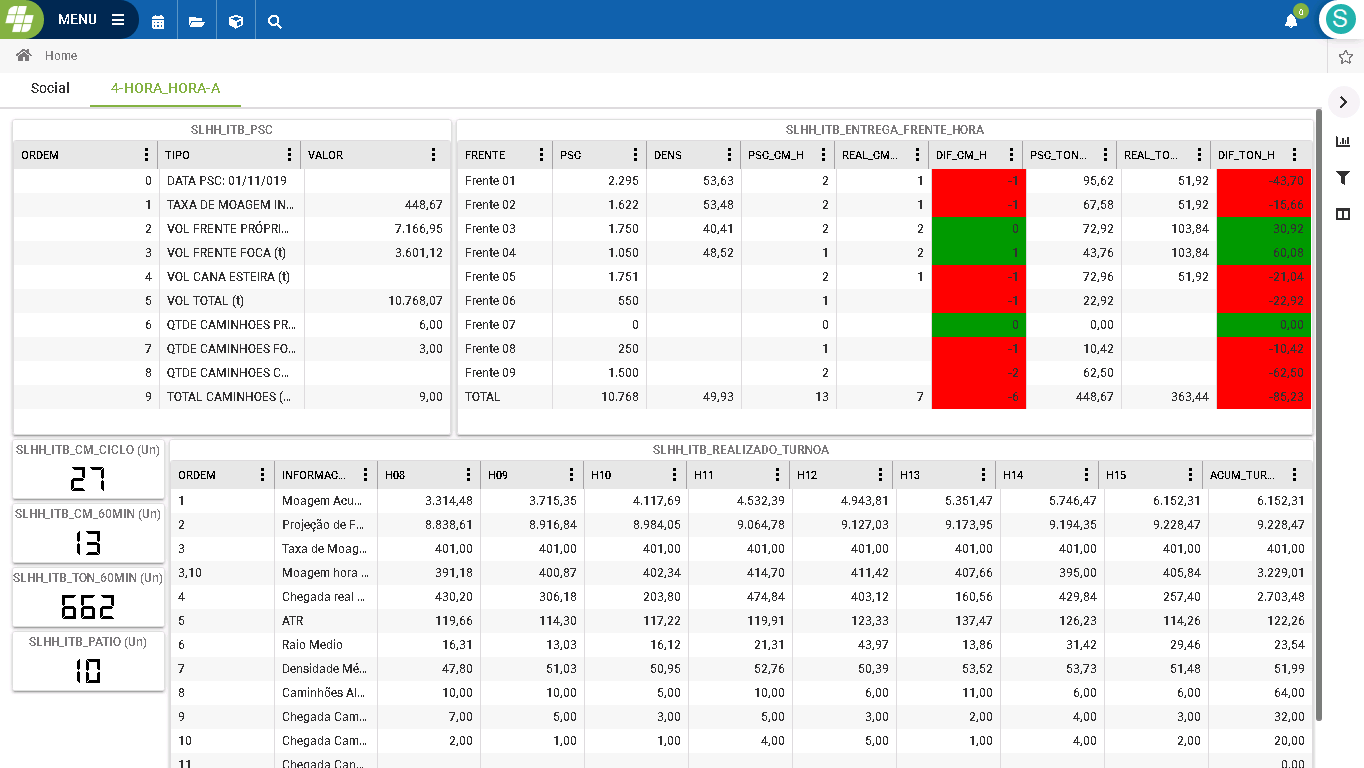 MENU
0
S
Home
Social 4-HORA_HORA-A
SLHH_ITB_PSC
ORDEM TIPO VALOR
0 DATA PSC: 01/11/019
1 TAXA DE MOAGEM IN... 448,67
2 VOL FRENTE PRÓPRI... 7.166,95
3 VOL FRENTE FOCA (t) 3.601,12
4 VOL CANA ESTEIRA (t)
5 VOL TOTAL (t) 10.768,07
6 QTDE CAMINHOES PR... 6,00
7 QTDE CAMINHOES FO... 3,00
8 QTDE CAMINHOES C...
9 TOTAL CAMINHOES (... 9,00
SLHH_ITB_ENTREGA_FRENTE_HORA
FRENTE PSC DENS PSC_CM_H REAL_CM... DIF_CM_H PSC_TON... REAL_TO... DIF_TON_H
Frente 01 2.295 53,63 2 1 -1 95,62 51,92 -43,70
Frente 02 1.622 53,48 2 1 -1 67,58 51,92 -15,66
Frente 03 1.750 40,41 2 2 0 72,92 103,84 30,92
Frente 04 1.050 48,52 1 2 1 43,76 103,84 60,08
Frente 05 1.751 2 1 -1 72,96 51,92 -21,04
Frente 06 550 1 -1 22,92 -22,92
Frente 07 0 0 0 0,00 0,00
Frente 08 250 1 -1 10,42 -10,42
Frente 09 1.500 2 -2 62,50 -62,50
TOTAL 10.768 49,93 13 7 -6 448,67 363,44 -85,23
SLHH_ITB_CM_CICLO (Un)
27
SLHH_ITB_CM_60MIN (Un)
13
SLHH_ITB_TON_60MIN (Un)
662
SLHH_ITB_PATIO (Un)
10
SLHH_ITB_REALIZADO_TURNOA
ORDEM INFORMAC... H08 H09 H10 H11 H12 H13 H14 H15 ACUM_TUR...
1 Moagem Acu... 3.314,48 3.715,35 4.117,69 4.532,39 4.943,81 5.351,47 5.746,47 6.152,31 6.152,31
2 Projeção de F... 8.838,61 8.916,84 8.984,05 9.064,78 9.127,03 9.173,95 9.194,35 9.228,47 9.228,47
3 Taxa de Moag... 401,00 401,00 401,00 401,00 401,00 401,00 401,00 401,00 401,00
3,10 Moagem hora ... 391,18 400,87 402,34 414,70 411,42 407,66 395,00 405,84 3.229,01
4 Chegada real ... 430,20 306,18 203,80 474,84 403,12 160,56 429,84 257,40 2.703,48
5 ATR 119,66 114,30 117,22 119,91 123,33 137,47 126,23 114,26 122,26
6 Raio Medio 16,31 13,03 16,12 21,31 43,97 13,86 31,42 29,46 23,54
7 Densidade Mé... 47,80 51,03 50,95 52,76 50,39 53,52 53,73 51,48 51,99
8 Caminhões Al... 10,00 10,00 5,00 10,00 6,00 11,00 6,00 6,00 64,00
9 Chegada Cam... 7,00 5,00 3,00 5,00 3,00 2,00 4,00 3,00 32,00
10 Chegada Cam... 2,00 1,00 1,00 4,00 5,00 1,00 4,00 2,00 20,00
11 Chegada Can... 0,00